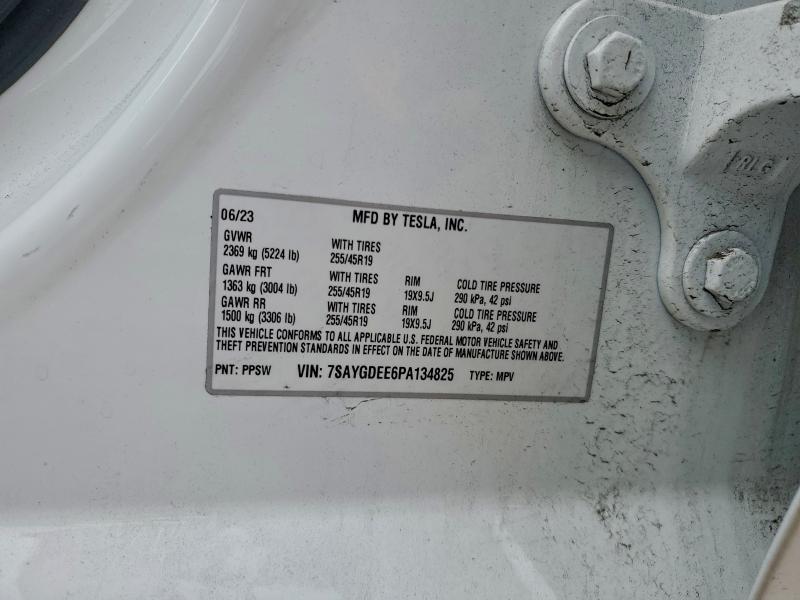 06/23 MFD BY TESLA, INC.
GVWR
2369 kg (5224 lb) WITH TIRES 255/45R19
GAWR FRT
1363 kg (3004 lb) WITH TIRES 255/45R19 RIM 19X9.5J COLD TIRE PRESSURE 290 kPa, 42 psi
GAWR RR
1500 kg (3306 lb) WITH TIRES 255/45R19 RIM 19X9.5J COLD TIRE PRESSURE 290 kPa, 42 psi
THIS VEHICLE CONFORMS TO ALL APPLICABLE U.S. FEDERAL MOTOR VEHICLE SAFETY AND
THEFT PREVENTION STANDARDS IN EFFECT ON THE DATE OF MANUFACTURE SHOWN ABOVE.
PNT: PPSW VIN: 7SAYGDEE6PA134825 TYPE: MPV